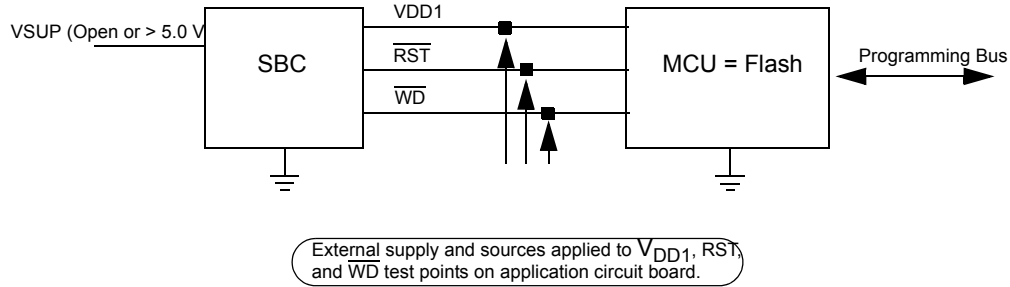 VDD1
VSUP (Open or > 5.0 V
SBC
RST
WD
MCU = Flash
Programming Bus
External supply and sources applied to VDD1, RST,
and WD test points on application circuit board.